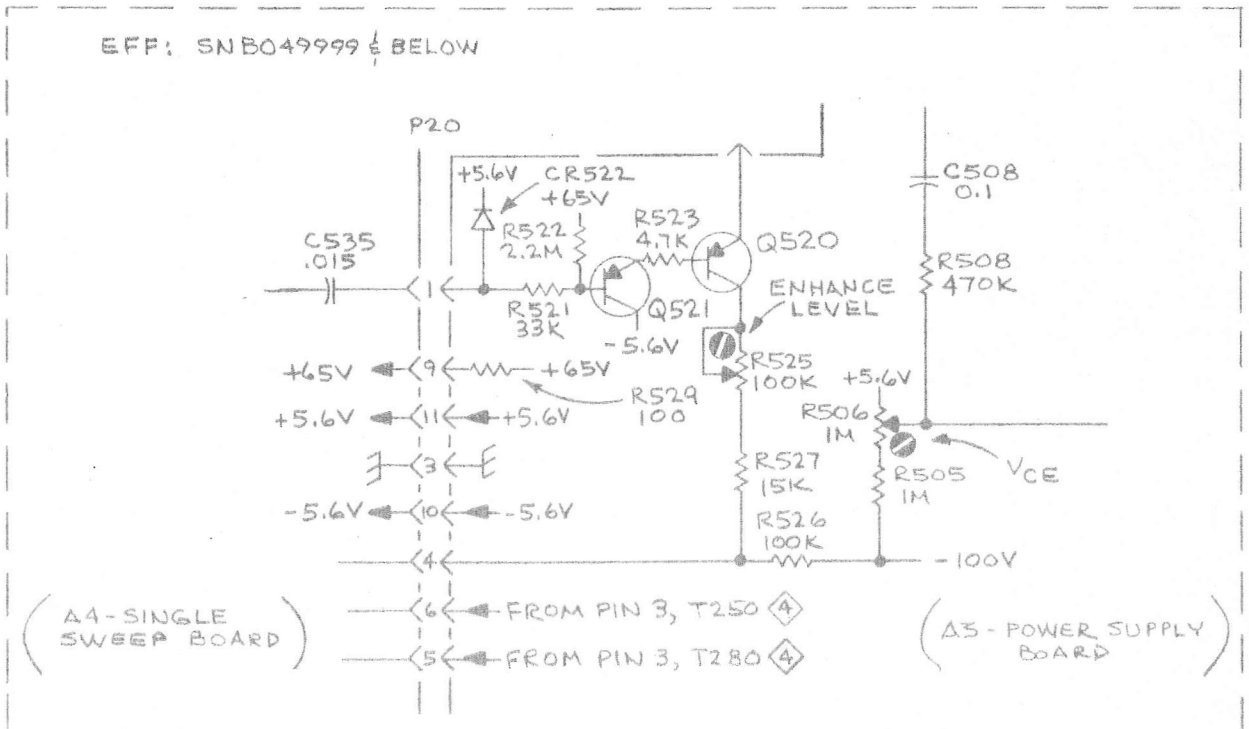 EFF: SNB049999 & BELOW
P20
+5.6V
CR522
+65V
C508
0.1
R522
2.2M
R523
4.7K
Q520
C535
.015
R508
470K
1
R521
33K
Q521
-5.6V
ENHANCE
LEVEL
+65V
9
+65V
R525
100K
+5.6V
R529
100
R506
1M
+5.6V
11
+5.6V
3
R527
15K
R505
1M
VCE
-5.6V
10
-5.6V
R526
100K
4
-100V
6
FROM PIN 3, T250 4
A4-SINGLE
SWEEP BOARD
A5-POWER SUPPLY
BOARD
5
FROM PIN 3, T280 4